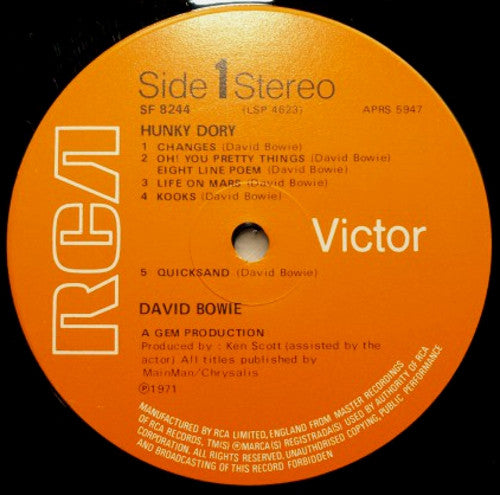 RCA
Side 1 Stereo
SF 8244 (LSP 4623) APRS 5947
HUNKY DORY
1 CHANGES (David Bowie)
2 OH! YOU PRETTY THINGS (David Bowie)
EIGHT LINE POEM (David Bowie)
3 LIFE ON MARS (David Bowie)
4 KOOKS (David Bowie)
Victor
5 QUICKSAND (David Bowie)
DAVID BOWIE
A GEM PRODUCTION
Produced by : Ken Scott (assisted by the
actor) All titles published by
MainMan/Chrysalis
℗1971
MANUFACTURED BY RCA LIMITED, ENGLAND FROM MASTER RECORDINGS
OF RCA RECORDS. TM(S) ® MARCA(S) REGISTRADA(S) USED BY AUTHORITY OF RCA
CORPORATION. ALL RIGHTS RESERVED. UNAUTHORISED COPYING, PUBLIC PERFORMANCE
AND BROADCASTING OF THIS RECORD FORBIDDEN